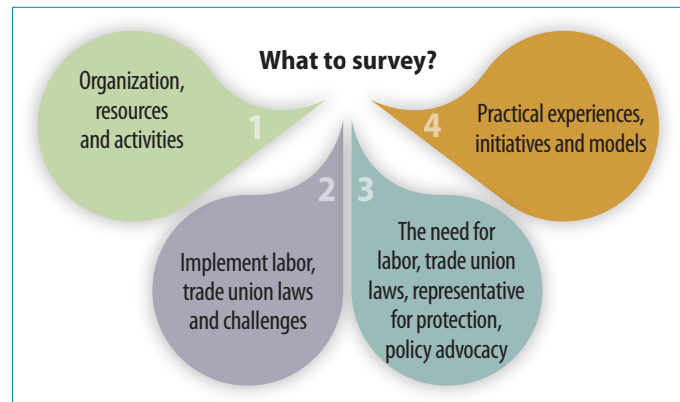 What to survey?
Organization,
resources
and activities
1
Implement labor,
trade union laws
and challenges
2
3
The need for
labor, trade union
laws, representative
for protection,
policy advocacy
4
Practical experiences,
initiatives and models